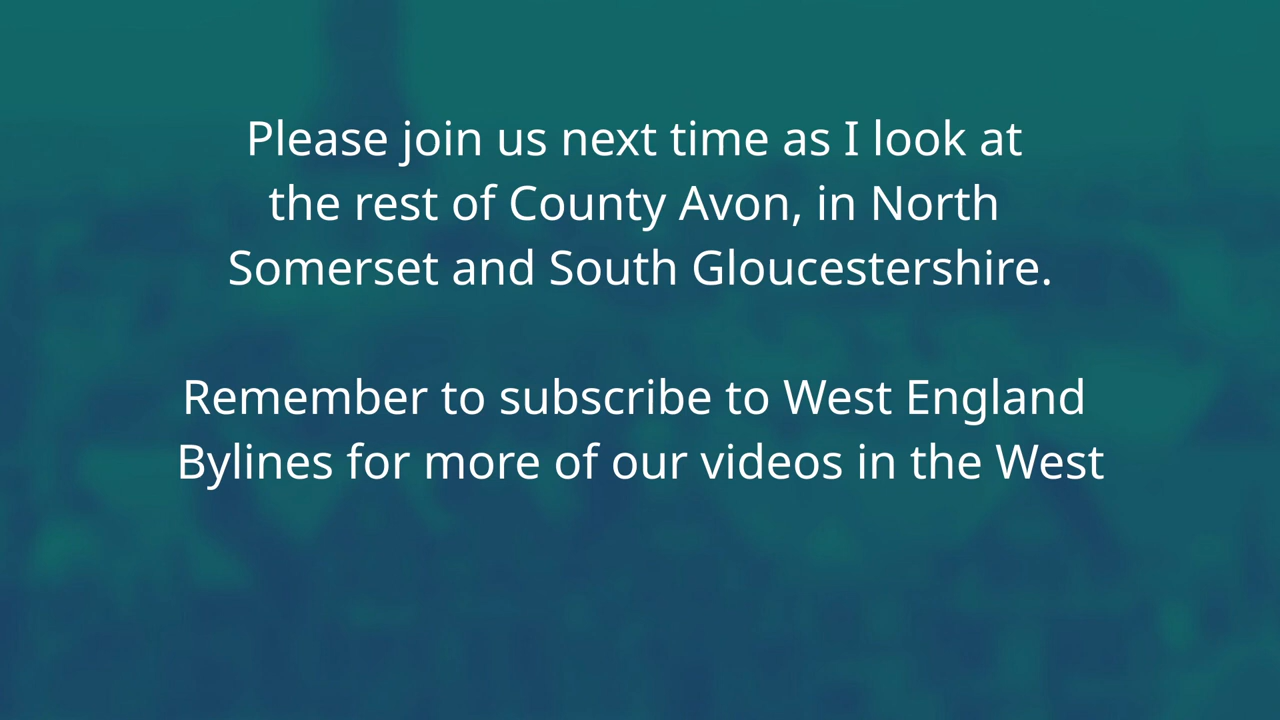 Please join us next time as I look at
the rest of County Avon, in North
Somerset and South Gloucestershire.
Remember to subscribe to West England
Bylines for more of our videos in the West